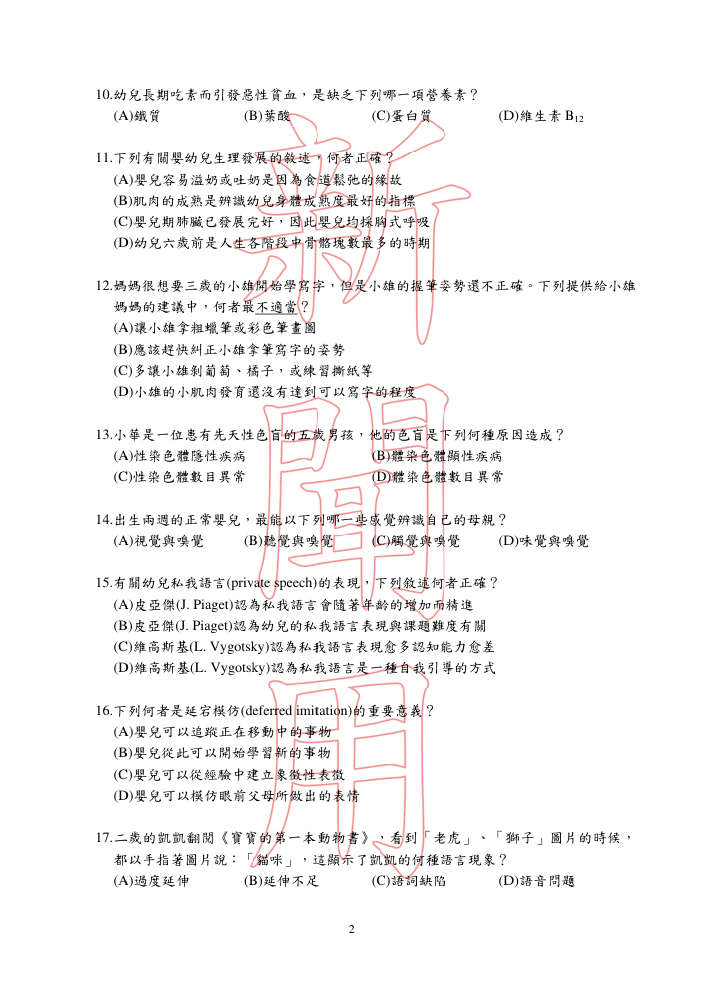 10.幼兒長期吃素而引發惡性貧血，是缺乏下列哪一項營養素？
(A)鐵質 (B)葉酸 (C)蛋白質 (D)維生素 B12
11.下列有關嬰幼兒生理發展的敘述，何者正確？
(A)嬰兒容易溢奶或吐奶是因為食道鬆弛的緣故
(B)肌肉的成熟是辨識幼兒身體成熟度最好的指標
(C)嬰兒期肺臟已發展完好，因此嬰兒均採胸式呼吸
(D)幼兒六歲前是人生各階段中骨骼塊數最多的時期
12.媽媽很想要三歲的小雄開始學寫字，但是小雄的握筆姿勢還不正確。下列提供給小雄
媽媽的建議中，何者最不適當？
(A)讓小雄拿粗蠟筆或彩色筆畫圖
(B)應該趕快糾正小雄拿筆寫字的姿勢
(C)多讓小雄剝葡萄、橘子，或練習撕紙等
(D)小雄的小肌肉發育還沒有達到可以寫字的程度
13.小華是一位患有先天性色盲的五歲男孩，他的色盲是下列何種原因造成？
(A)性染色體隱性疾病 (B)體染色體顯性疾病
(C)性染色體數目異常 (D)體染色體數目異常
14.出生兩週的正常嬰兒，最能以下列哪一些感覺辨識自己的母親？
(A)視覺與嗅覺 (B)聽覺與嗅覺 (C)觸覺與嗅覺 (D)味覺與嗅覺
15.有關幼兒私我語言(private speech)的表現，下列敘述何者正確？
(A)皮亞傑(J. Piaget)認為私我語言會隨著年齡的增加而精進
(B)皮亞傑(J. Piaget)認為幼兒的私我語言表現與課題難度有關
(C)維高斯基(L. Vygotsky)認為私我語言表現愈多認知能力愈差
(D)維高斯基(L. Vygotsky)認為私我語言是一種自我引導的方式
16.下列何者是延宕模仿(deferred imitation)的重要意義？
(A)嬰兒可以追蹤正在移動中的事物
(B)嬰兒從此可以開始學習新的事物
(C)嬰兒可以從經驗中建立象徵性表徵
(D)嬰兒可以模仿眼前父母所做出的表情
17.二歲的凱凱翻閱《寶寶的第一本動物書》，看到「老虎」、「獅子」圖片的時候，
都以手指著圖片說：「貓咪」，這顯示了凱凱的何種語言現象？
(A)過度延伸 (B)延伸不足 (C)語詞缺陷 (D)語音問題
2
新聞用